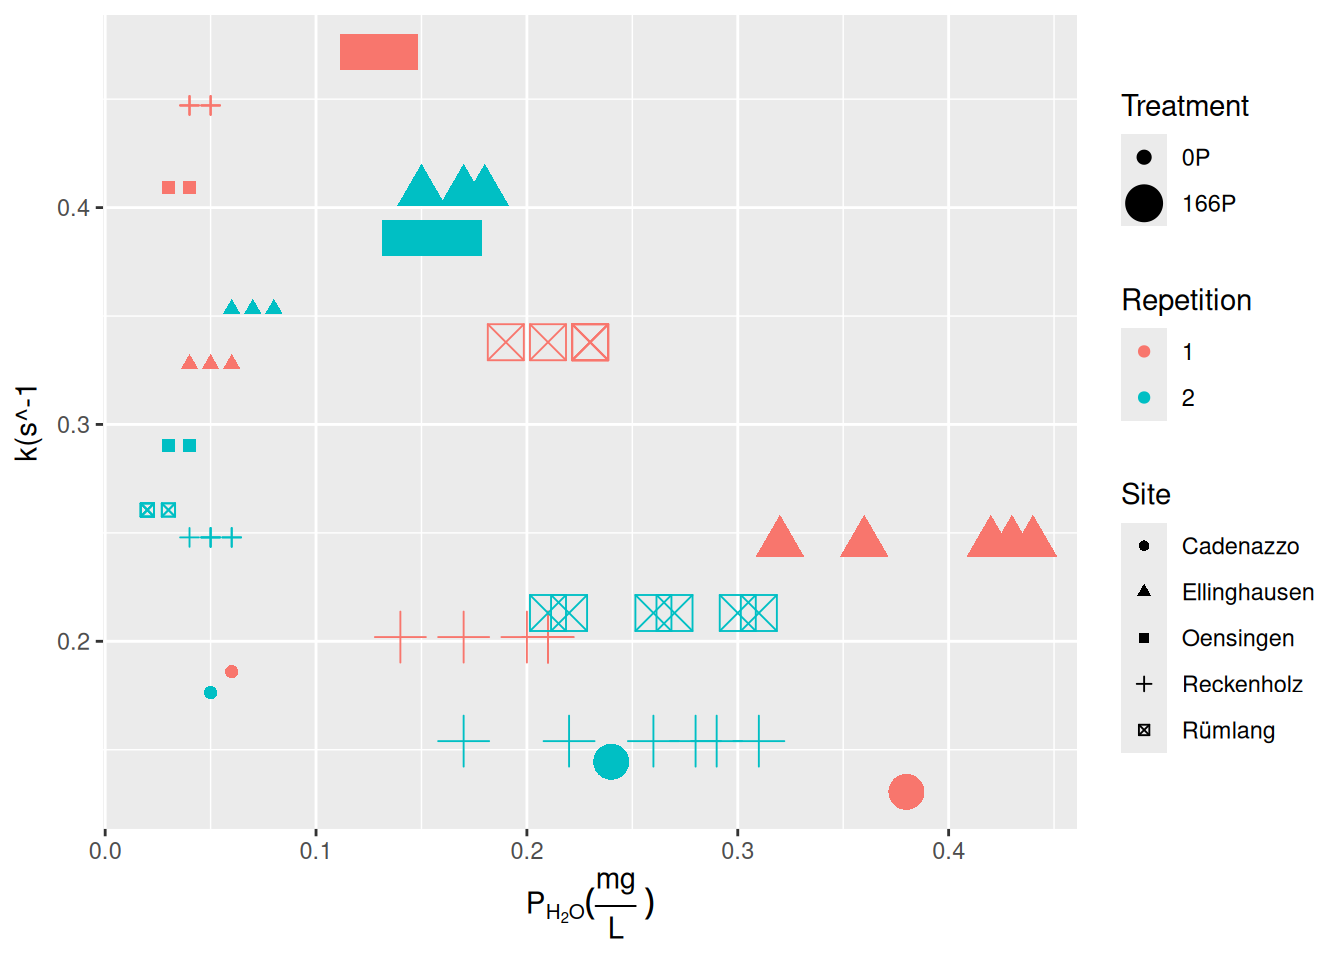 k(s^-1
0.4
0.3
0.2
0.0 0.1 0.2 0.3 0.4
P_H₂O(mg/L)
Treatment
0P
166P
Repetition
1
2
Site
Cadenazzo
Ellinghausen
Oensingen
Reckenholz
Rümlang